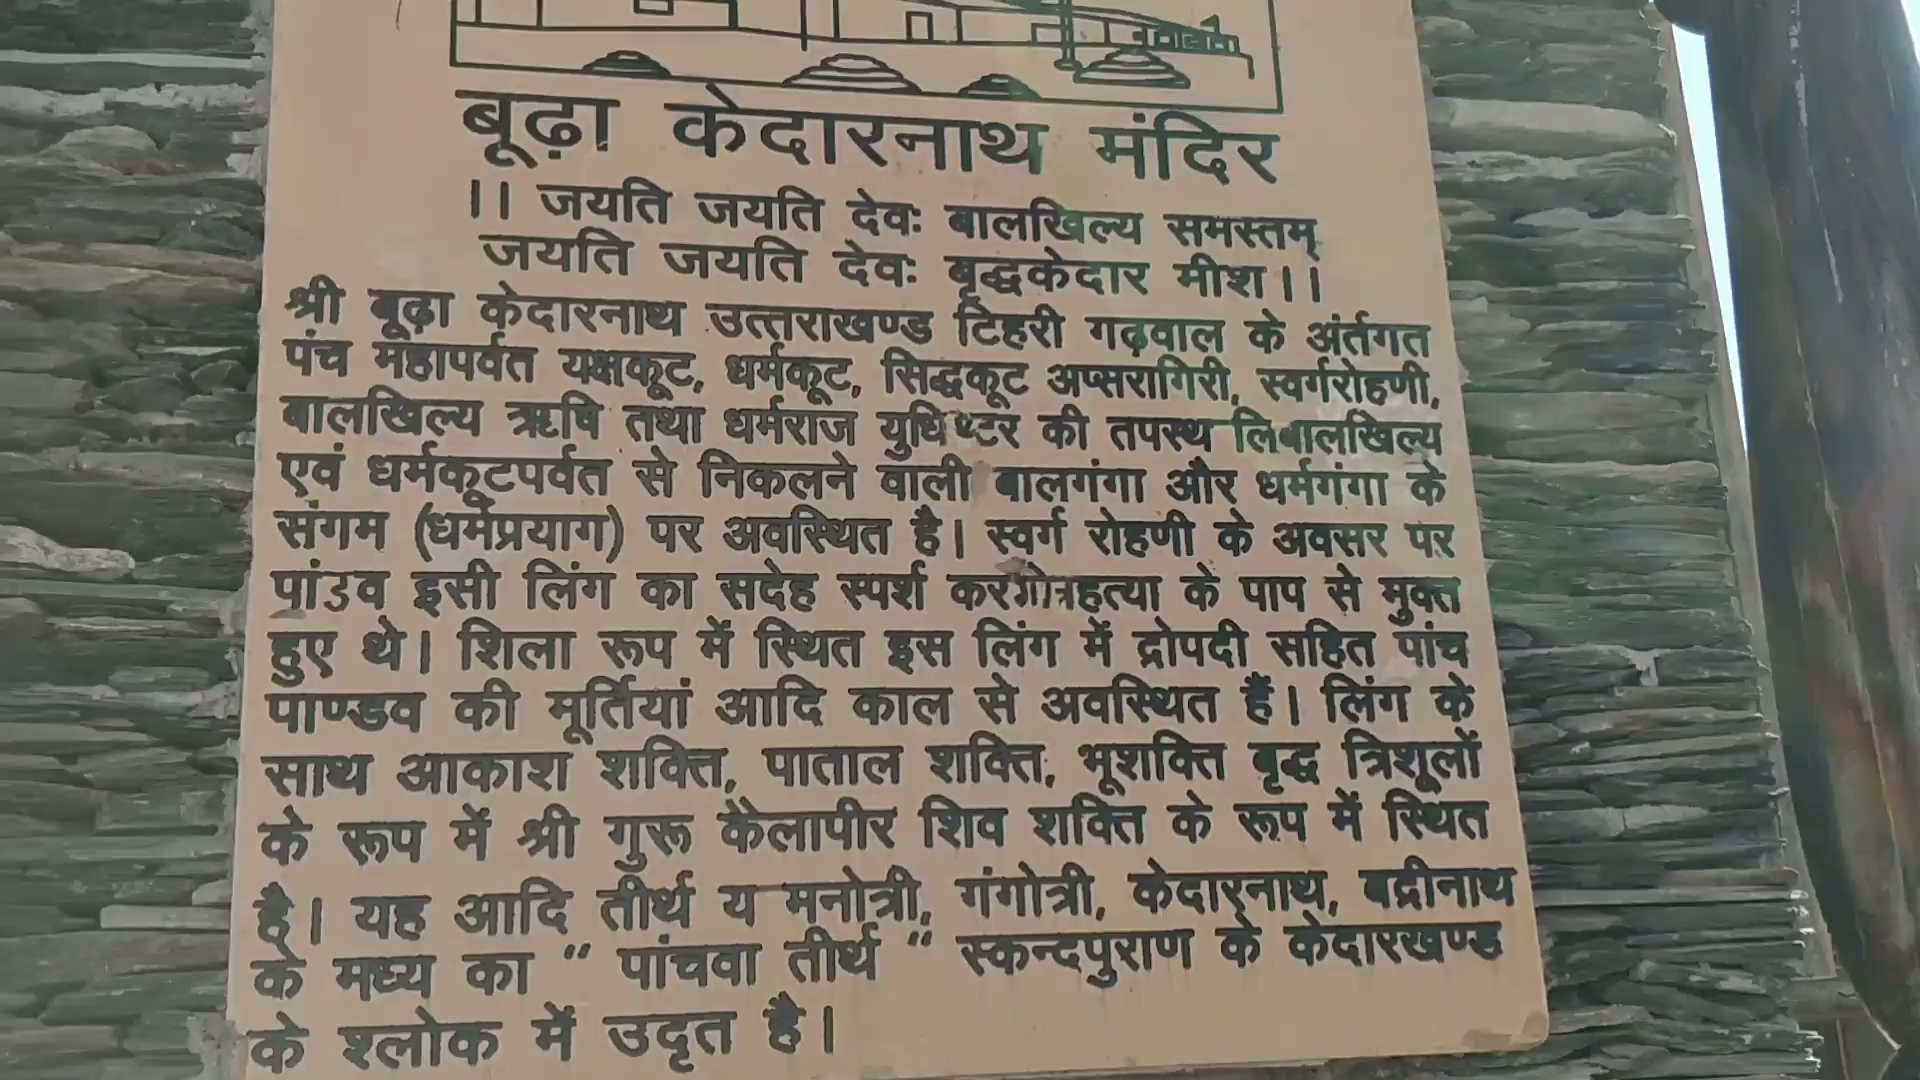 बूढ़ा केदारनाथ मंदिर
।। जयति जयति देवः बालखिल्य समस्तम्
जयति जयति देवः बृद्धकेदार मीश।।
श्री बूढ़ा केदारनाथ उत्तराखण्ड टिहरी गढ़वाल के अंर्तगत
पंच महापर्वत यक्षकूट, धर्मकूट, सिद्धकूट अप्सरागिरी, स्वर्गरोहणी,
बालखिल्य ऋषि तथा धर्मराज युधिष्टर की तपस्थ लिबालखिल्य
एवं धर्मकूटपर्वत से निकलने वाली बालगंगा और धर्मगंगा के
संगम (धर्मप्रयाग) पर अवस्थित है। स्वर्ग रोहणी के अवसर पर
पांडव इसी लिंग का सदेह स्पर्श करगोत्रहत्या के पाप से मुक्त
हुए थे। शिला रूप में स्थित इस लिंग में द्रोपदी सहित पांच
पाण्डव की मूर्तियां आदि काल से अवस्थित हैं। लिंग के
साथ आकाश शक्ति, पाताल शक्ति, भूशक्ति बृद्ध त्रिशूलों
के रूप में श्री गुरू कैलापीर शिव शक्ति के रूप में स्थित
है। यह आदि तीर्थ य मनोत्री, गंगोत्री, केदारनाथ, बद्रीनाथ
के मध्य का “ पांचवा तीर्थ “ स्कन्दपुराण के केदारखण्ड
के श्लोक में उदृत है।